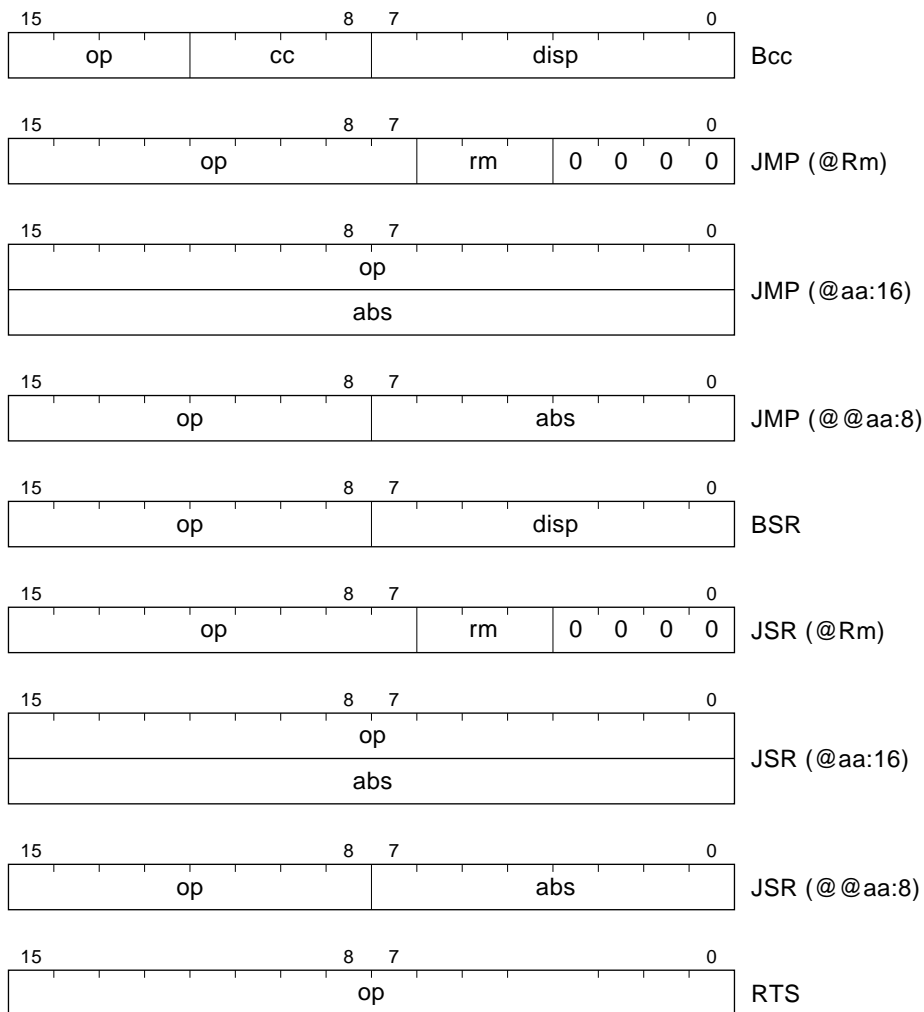 15 8 7 0
op cc disp Bcc
15 8 7 0
op rm 0 0 0 0 JMP (@Rm)
15 8 7 0
op
JMP (@aa:16)
abs
15 8 7 0
op abs JMP (@@aa:8)
15 8 7 0
op disp BSR
15 8 7 0
op rm 0 0 0 0 JSR (@Rm)
15 8 7 0
op
JSR (@aa:16)
abs
15 8 7 0
op abs JSR (@@aa:8)
15 8 7 0
op RTS